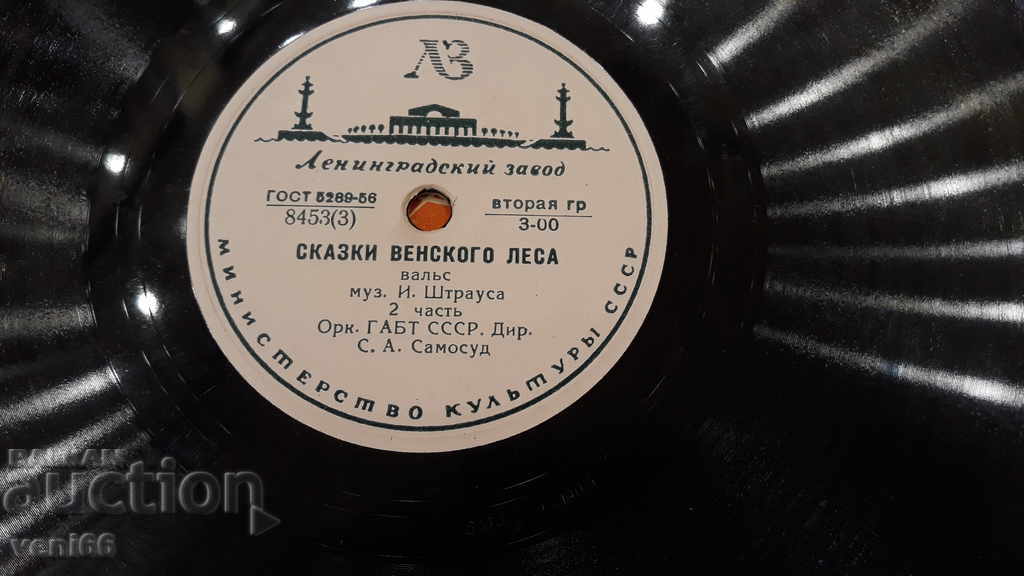 ЛЗ
Ленинградский завод
ГОСТ 5289-56
8453(3)
вторая гр
3-00
СКАЗКИ ВЕНСКОГО ЛЕСА
вальс
муз. И. Штрауса
2 часть
Орк. ГАБТ СССР. Дир.
С. А. Самосуд
МИНИСТЕРСТВО КУЛЬТУРЫ СССР
BALKAN
auction
veni66